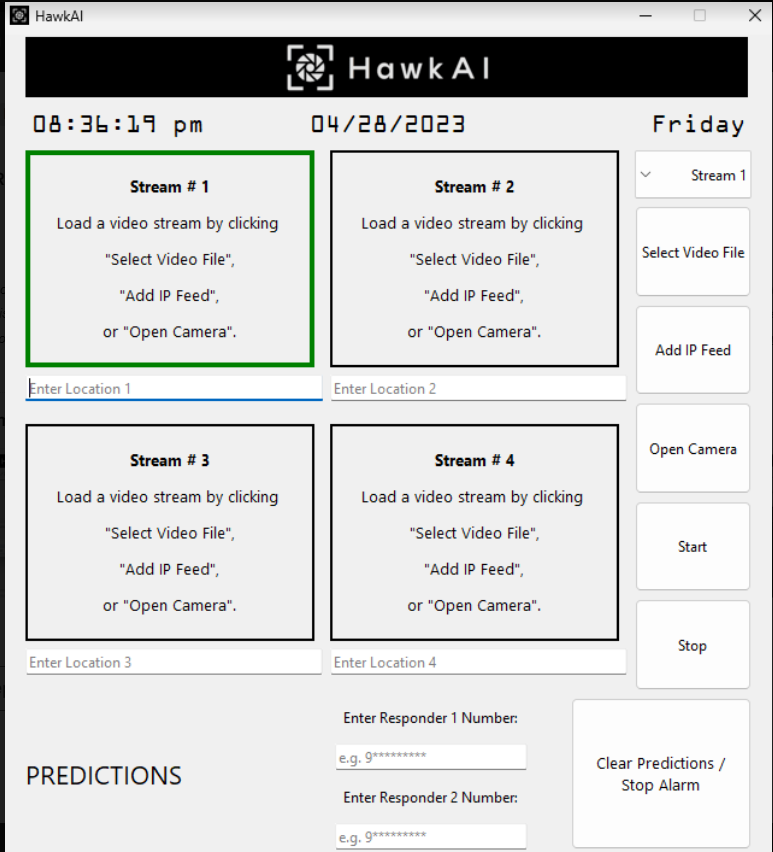 HawkAI
HawkAI
08:36:19 pm 04/28/2023 Friday
Stream # 1
Load a video stream by clicking
"Select Video File",
"Add IP Feed",
or "Open Camera".
Stream # 2
Load a video stream by clicking
"Select Video File",
"Add IP Feed",
or "Open Camera".
Stream 1
Select Video File
Add IP Feed
Enter Location 1
Enter Location 2
Stream # 3
Load a video stream by clicking
"Select Video File",
"Add IP Feed",
or "Open Camera".
Stream # 4
Load a video stream by clicking
"Select Video File",
"Add IP Feed",
or "Open Camera".
Open Camera
Start
Stop
Enter Location 3
Enter Location 4
PREDICTIONS
Enter Responder 1 Number:
e.g. 9*********
Enter Responder 2 Number:
e.g. 9*********
Clear Predictions /
Stop Alarm